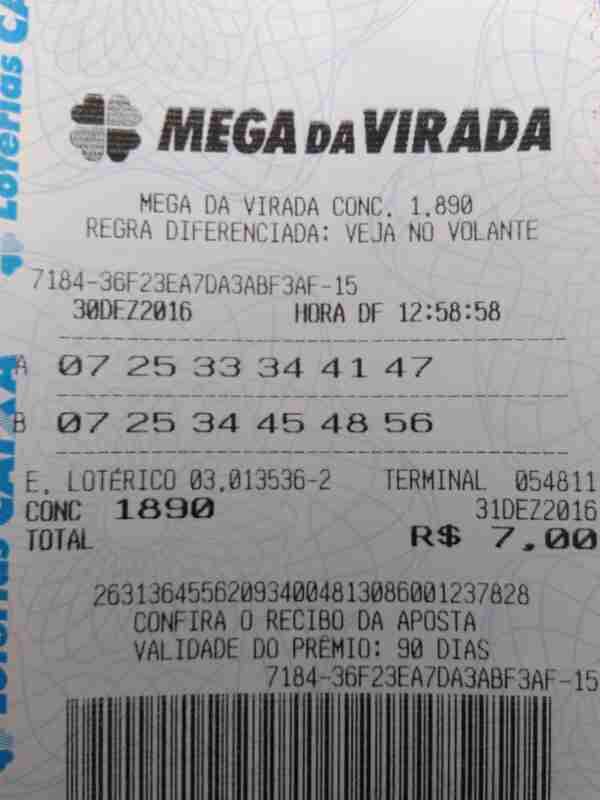 Loterias CAIXA
MEGA DA VIRADA
MEGA DA VIRADA CONC. 1.890
REGRA DIFERENCIADA: VEJA NO VOLANTE
7184-36F23EA7DA3ABF3AF-15
30DEZ2016 HORA DF 12:58:58
A 07 25 33 34 41 47
B 07 25 34 45 48 56
E. LOTÉRICO 03.013536-2 TERMINAL 054811
CONC 1890 31DEZ2016
TOTAL R$ 7,00
263136455620934004813086001237828
CONFIRA O RECIBO DA APOSTA
VALIDADE DO PRÊMIO: 90 DIAS
7184-36F23EA7DA3ABF3AF-15